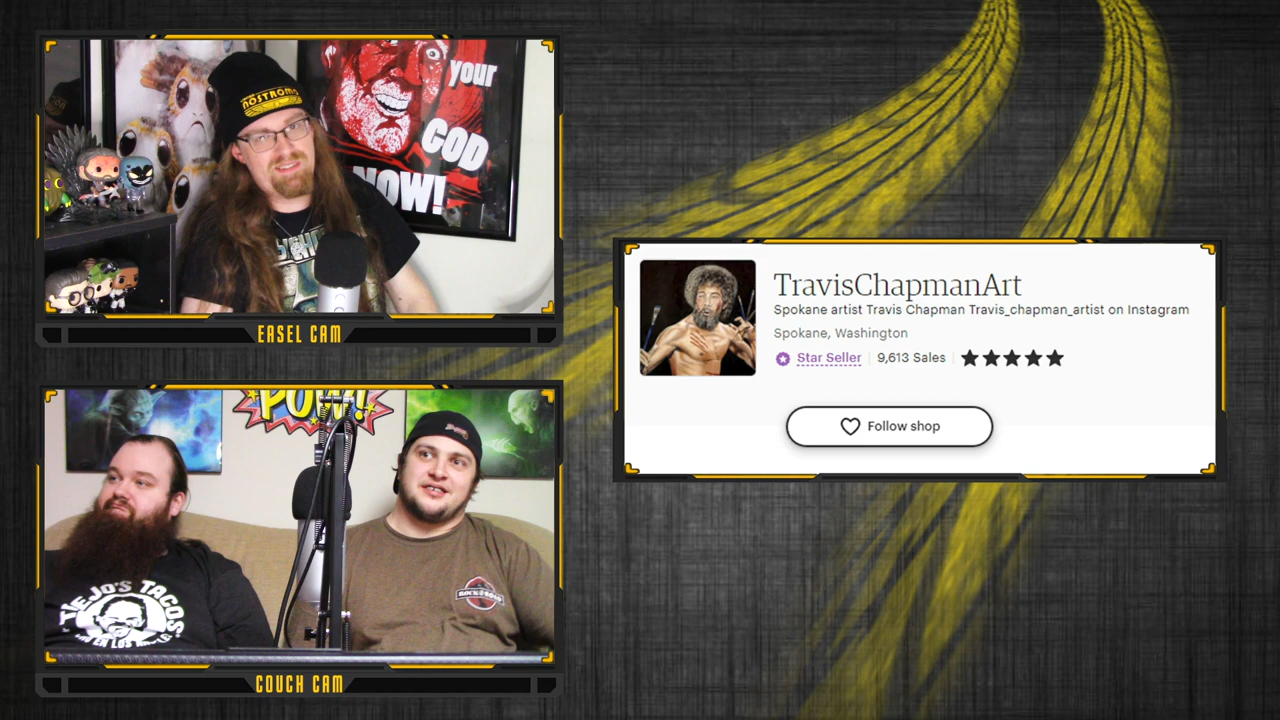 NOSTROMO
your
GOD
NOW!
EASEL CAM
TravisChapmanArt
Spokane artist Travis Chapman Travis_chapman_artist on Instagram
Spokane, Washington
Star Seller
9,613 Sales
Follow shop
POW!
VIEJO'S TACOS
COUCH CAM